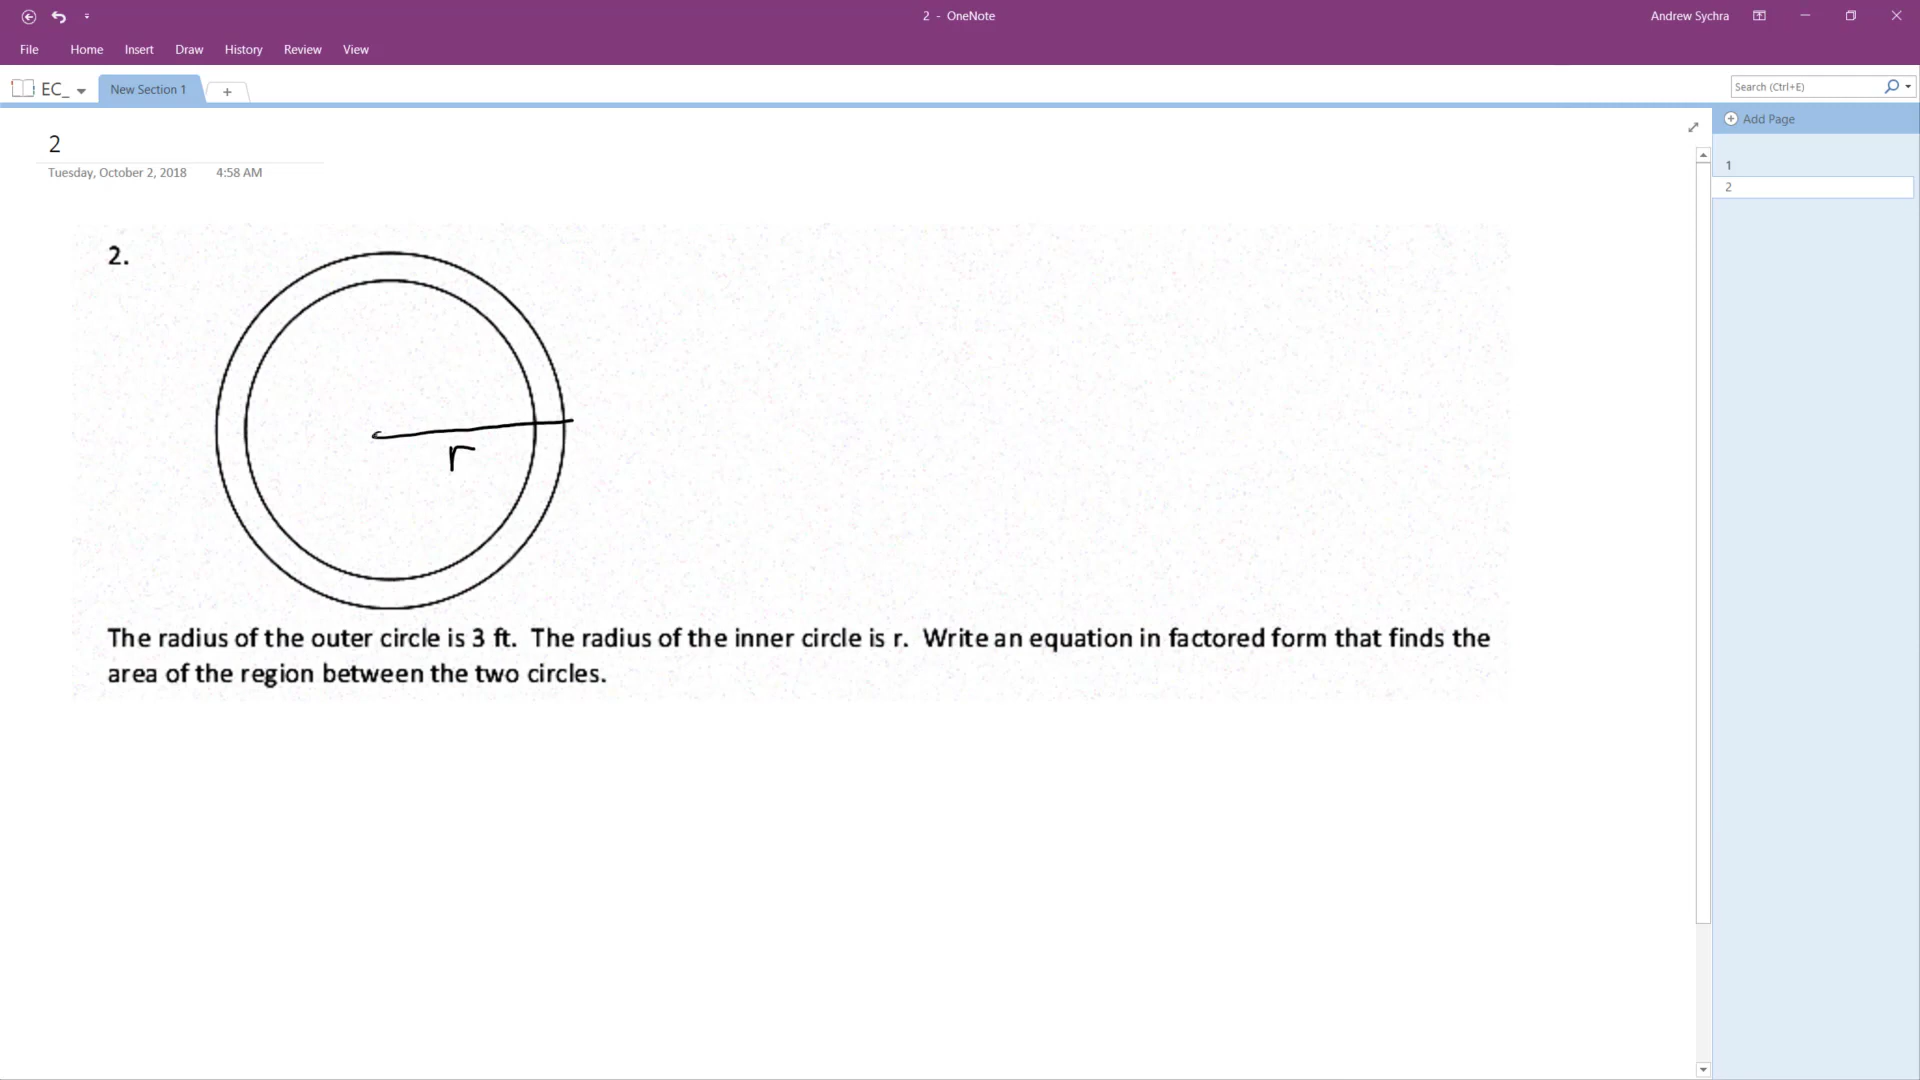 2 - OneNote
Andrew Sychra
File Home Insert Draw History Review View
EC_ New Section 1 +
Search (Ctrl+E)
Add Page
1
2
2
Tuesday, October 2, 2018 4:58 AM
2.
r
The radius of the outer circle is 3 ft. The radius of the inner circle is r. Write an equation in factored form that finds the
area of the region between the two circles.